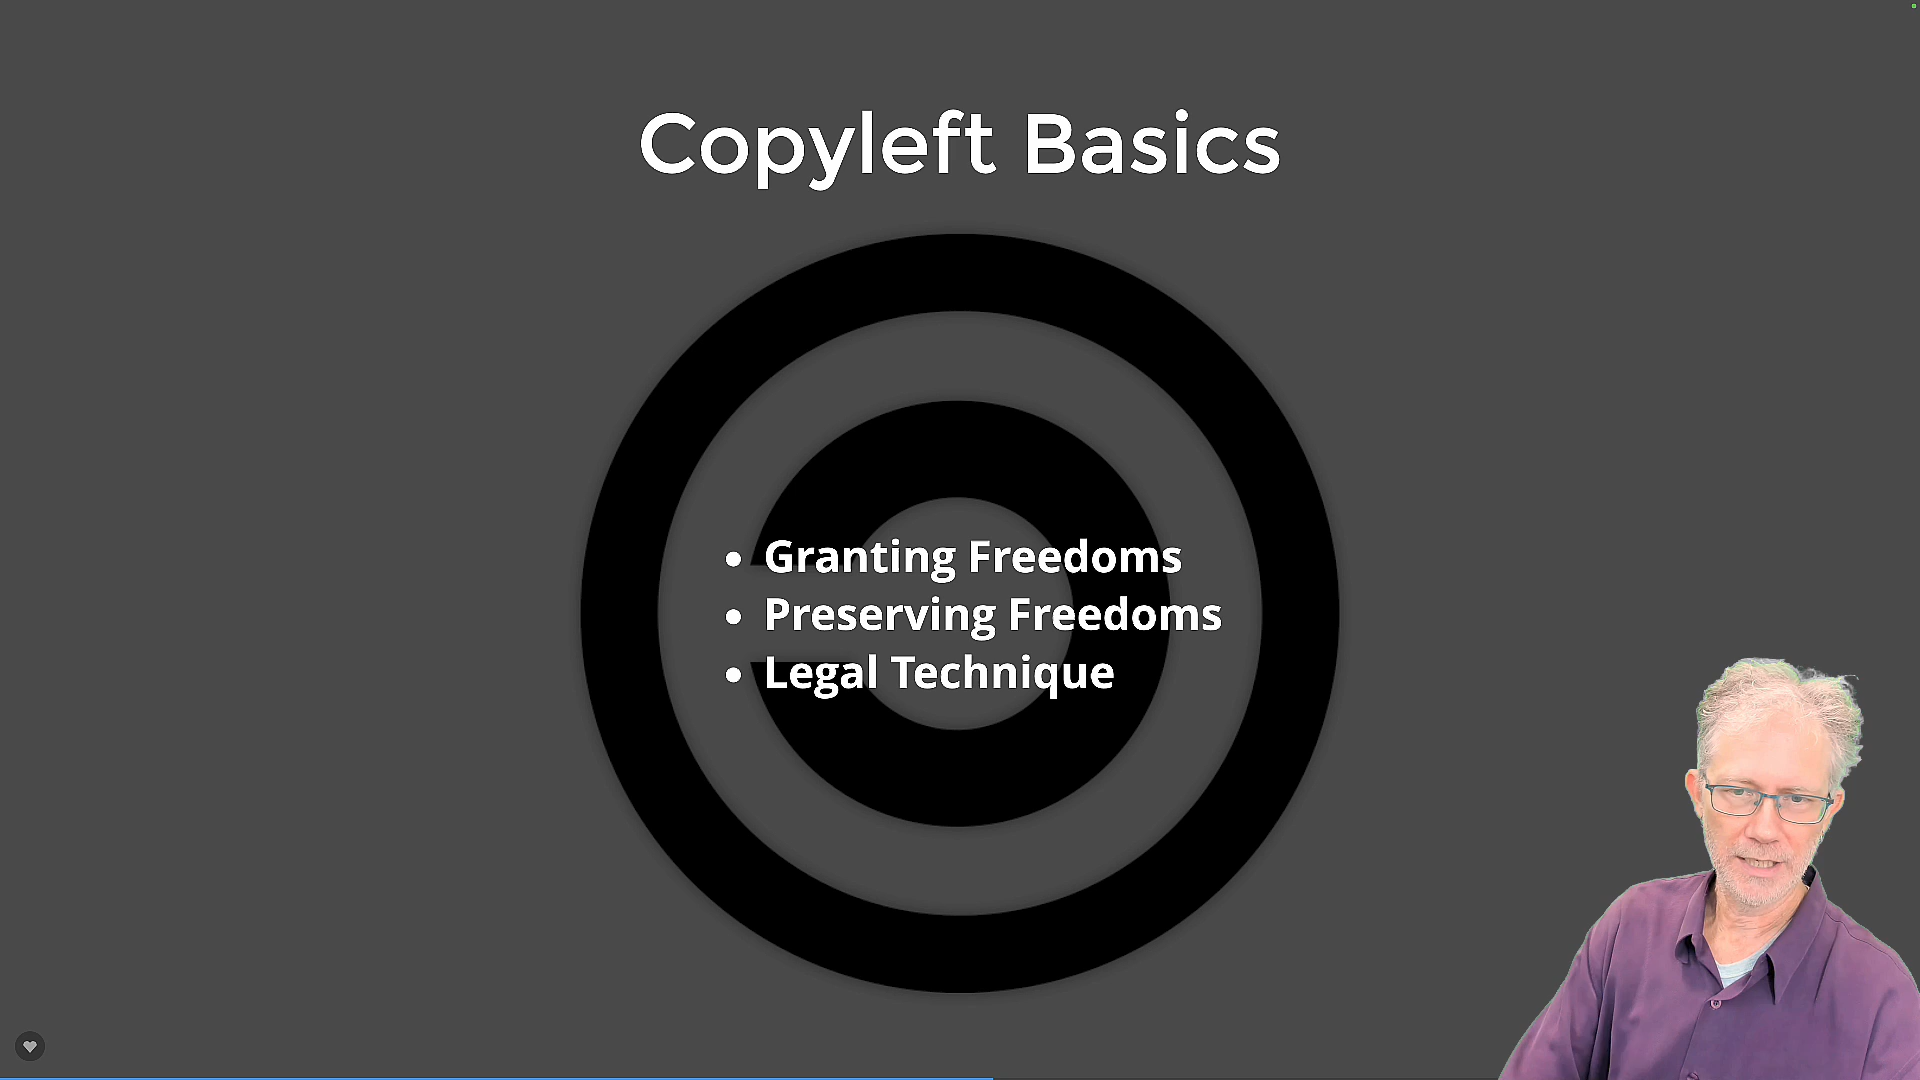 Copyleft Basics
• Granting Freedoms
• Preserving Freedoms
• Legal Technique